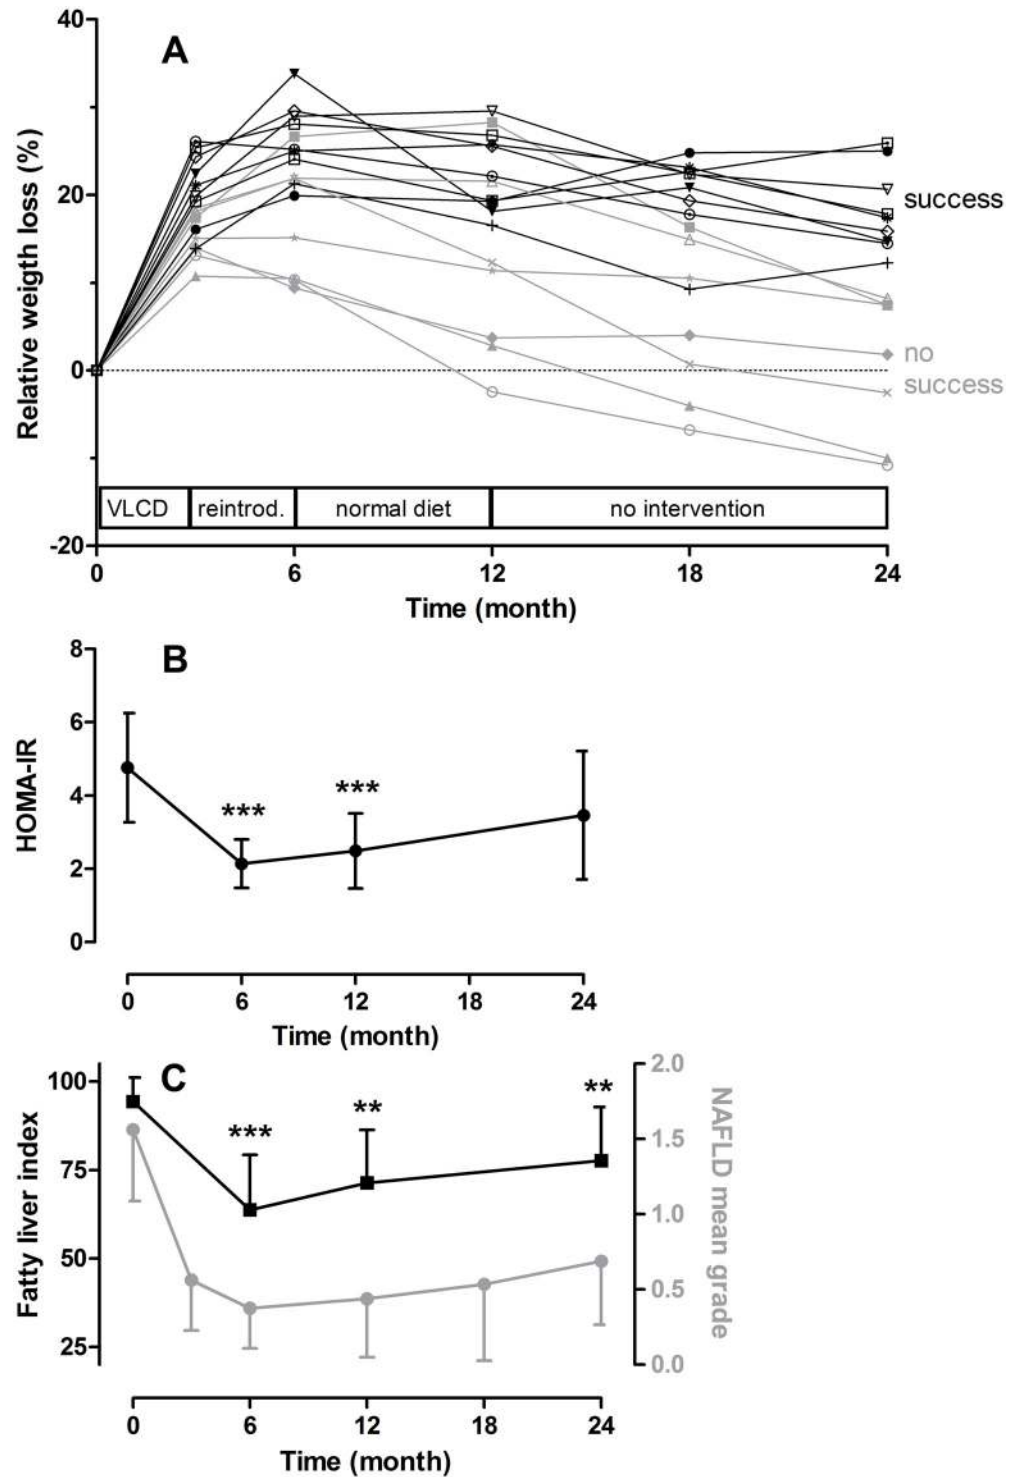 A
40
20
0
-20
Relative weigth loss (%)
success
no
success
VLCD
reintrod.
normal diet
no intervention
0 6 12 18 24
Time (month)
B
8
6
4
2
0
HOMA-IR
*** ***
0 6 12 18 24
Time (month)
C
100
75
50
25
Fatty liver index
*** ** **
2.0
1.5
1.0
0.5
0.0
NAFLD mean grade
0 6 12 18 24
Time (month)